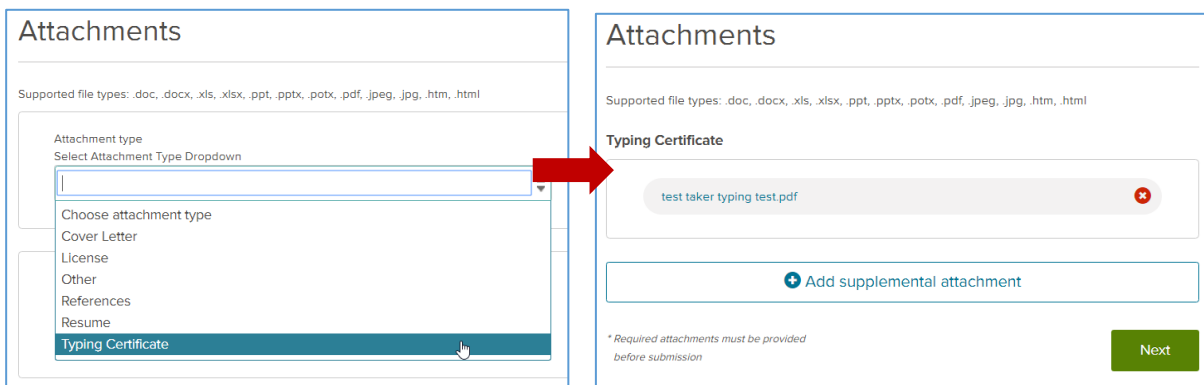 Attachments
Supported file types: .doc, .docx, .xls, .xlsx, .ppt, .pptx, .potx, .pdf, .jpeg, .jpg, .htm, .html
Attachment type
Select Attachment Type Dropdown
Choose attachment type
Cover Letter
License
Other
References
Resume
Typing Certificate
Attachments
Supported file types: .doc, .docx, .xls, .xlsx, .ppt, .pptx, .potx, .pdf, .jpeg, .jpg, .htm, .html
Typing Certificate
test taker typing test.pdf
Add supplemental attachment
* Required attachments must be provided
before submission
Next